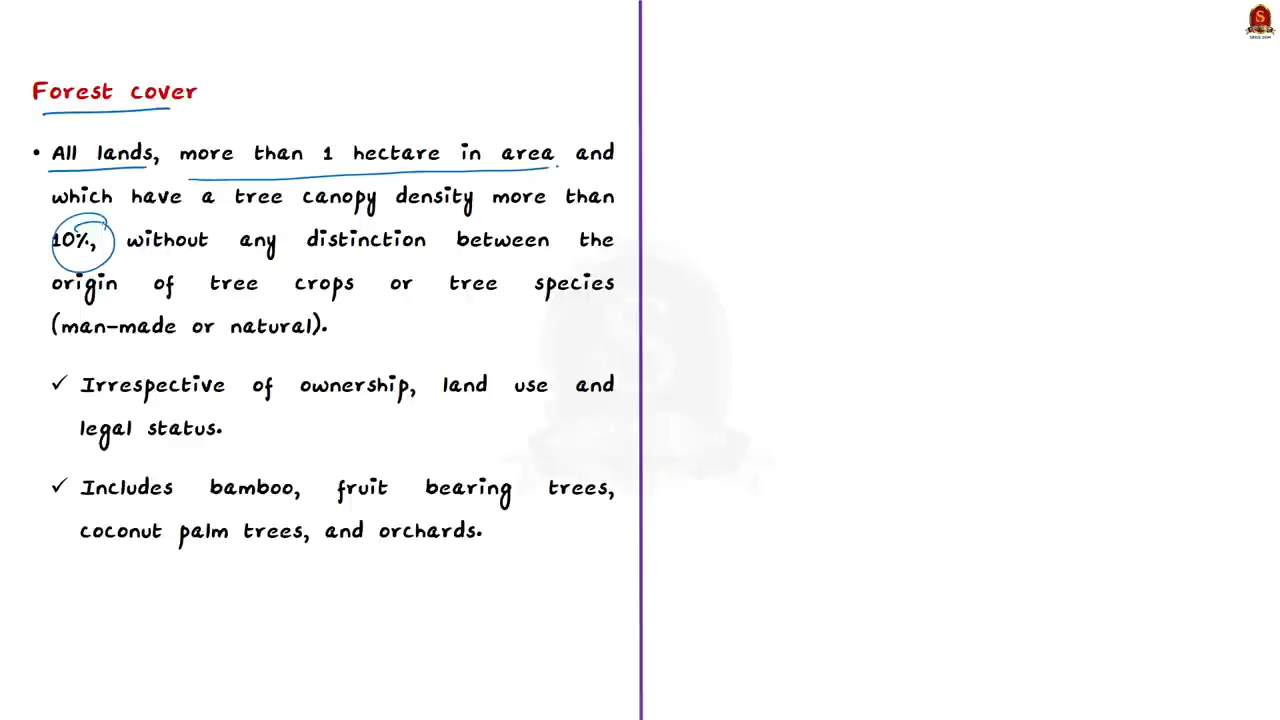 Forest cover
• All lands, more than 1 hectare in area and
which have a tree canopy density more than
10%, without any distinction between the
origin of tree crops or tree species
(man-made or natural).
✓ Irrespective of ownership, land use and
legal status.
✓ Includes bamboo, fruit bearing trees,
coconut palm trees, and orchards.